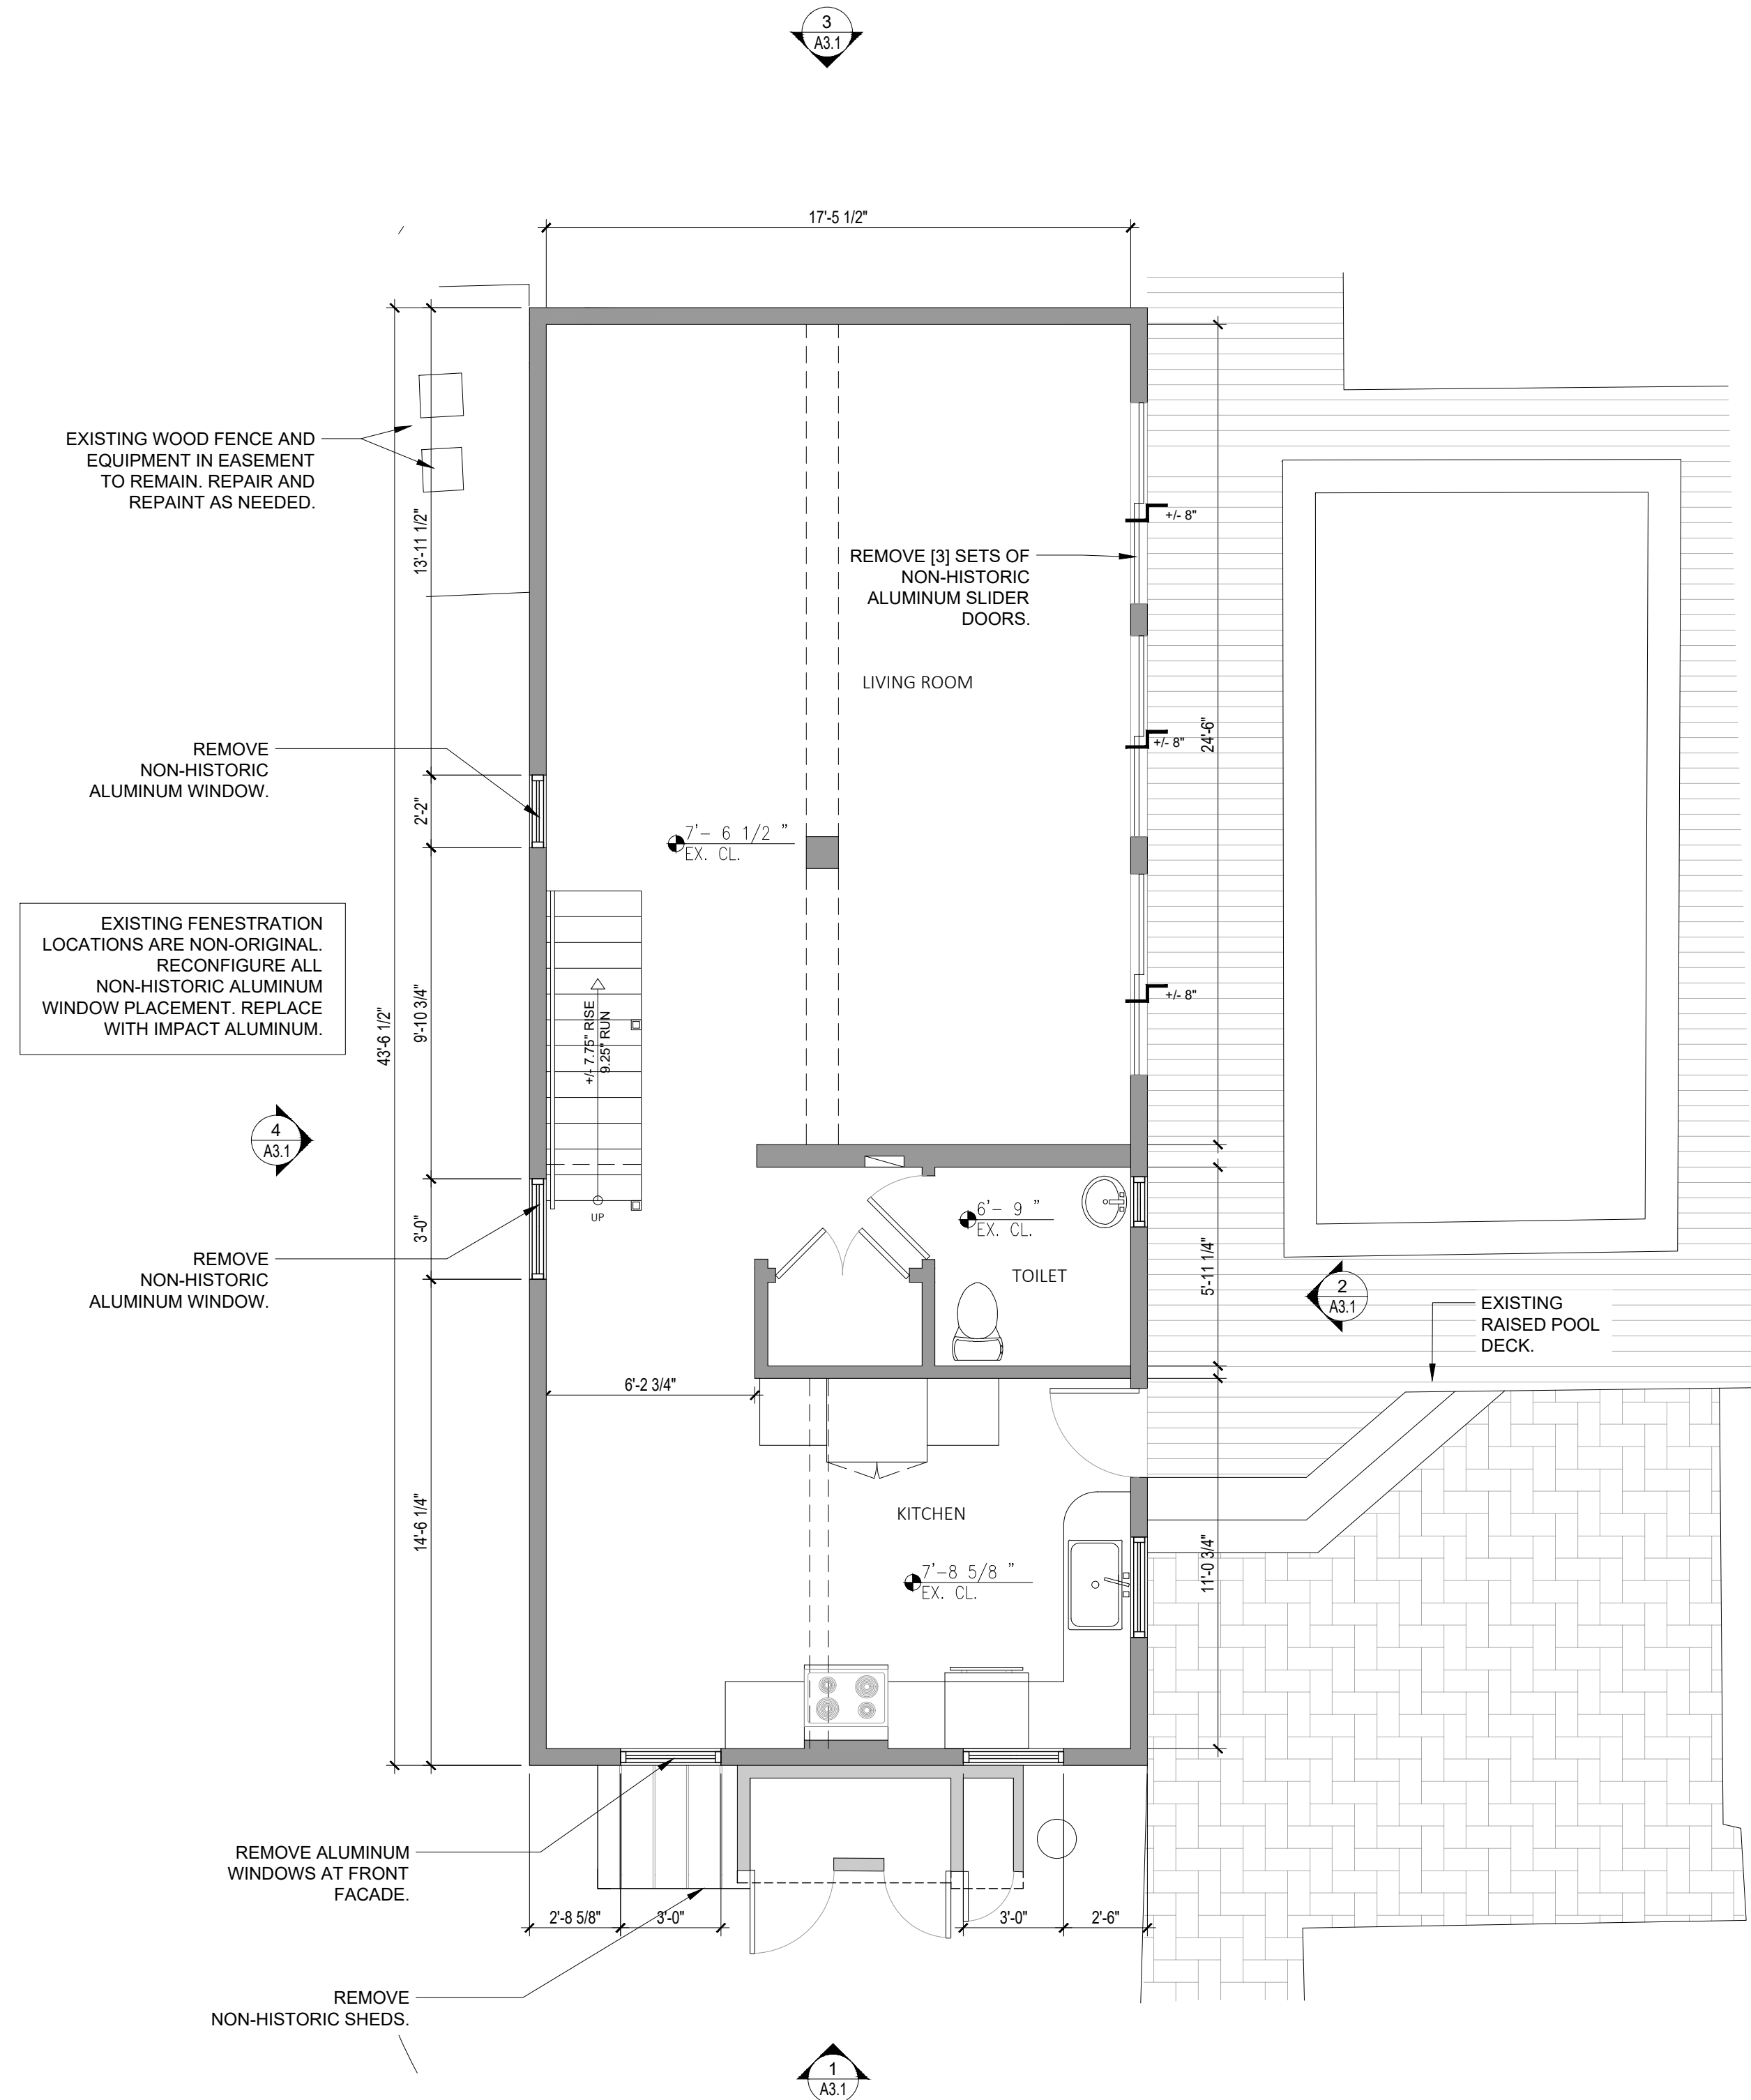 3
A3.1
17'-5 1/2"
EXISTING WOOD FENCE AND
EQUIPMENT IN EASEMENT
TO REMAIN. REPAIR AND
REPAINT AS NEEDED.
13'-11 1/2"
+/- 8"
REMOVE [3] SETS OF
NON-HISTORIC
ALUMINUM SLIDER
DOORS.
LIVING ROOM
24'-6"
+/- 8"
REMOVE
NON-HISTORIC
ALUMINUM WINDOW.
2'-2"
7'- 6 1/2 "
EX. CL.
EXISTING FENESTRATION
LOCATIONS ARE NON-ORIGINAL.
RECONFIGURE ALL
NON-HISTORIC ALUMINUM
WINDOW PLACEMENT. REPLACE
WITH IMPACT ALUMINUM.
43'-6 1/2"
9'-10 3/4"
+/- 7.75" RISE
9.25" RUN
+/- 8"
4
A3.1
UP
3'-0"
6'- 9 "
EX. CL.
TOILET
5'-11 1/4"
REMOVE
NON-HISTORIC
ALUMINUM WINDOW.
2
A3.1
EXISTING
RAISED POOL
DECK.
6'-2 3/4"
14'-6 1/4"
KITCHEN
7'-8 5/8 "
EX. CL.
11'-0 3/4"
REMOVE ALUMINUM
WINDOWS AT FRONT
FACADE.
2'-8 5/8"
3'-0"
3'-0"
2'-6"
REMOVE
NON-HISTORIC SHEDS.
1
A3.1